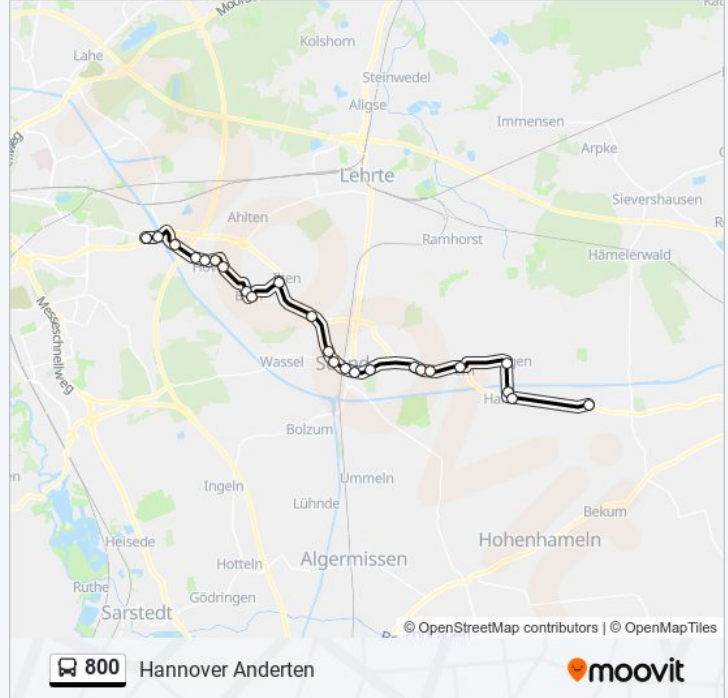 Lahe
Kolshorn
Steinwedel
Aligse
Immensen
Arpke
Lehrte
Sievershausen
Ahlten
Ramhorst
Hämelerwald
Messeschnellweg
Wassel
Bolzum
Ummeln
Ingeln
Lühnde
Bekum
Heisede
Hohenhameln
Algermissen
Hotteln
Ruthe
Gödringen
Sarstedt
© OpenStreetMap contributors | © OpenMapTiles
800 Hannover Anderten
moovit